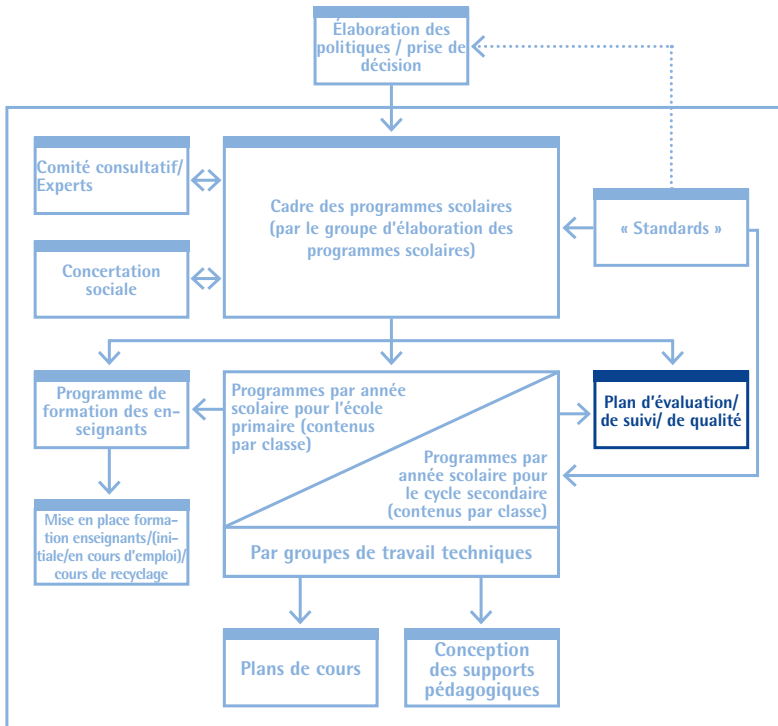 Élaboration des
politiques / prise de
décision
Comité consultatif/
Experts
Cadre des programmes scolaires
(par le groupe d'élaboration des
programmes scolaires)
« Standards »
Concertation
sociale
Programme de
formation des en-
seignants
Programmes par année
scolaire pour l'école
primaire (contenus
par classe)
Programmes par
année scolaire pour
le cycle secondaire
(contenus par classe)
Plan d'évaluation/
de suivi/ de qualité
Mise en place forma-
tion enseignants/(ini-
tiale/en cours d'emploi)/
cours de recyclage
Par groupes de travail techniques
Plans de cours
Conception
des supports
pédagogiques